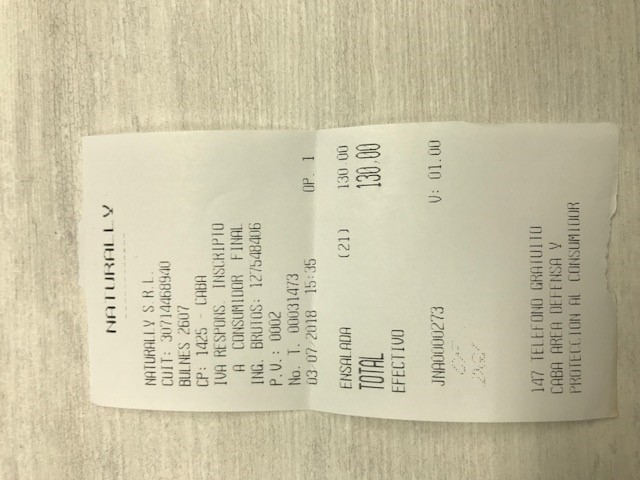 NATURALLY
NATURALLY S.R.L.
CUIT: 30714468940
BULNES 2607
CP: 1425 - CABA
IVA RESPONS. INSCRIPTO
A CONSUMIDOR FINAL
ING. BRUTOS: 127548406
P.V.: 0002
No. T. 00031473
03-07-2018 15:35 OP. 1
ENSALADA (21) 130.00
TOTAL 130.00
EFECTIVO
JNA0000273 V: 01.00
147 TELEFONO GRATUITO
CABA AREA DEFENSA Y
PROTECCION AL CONSUMIDOR